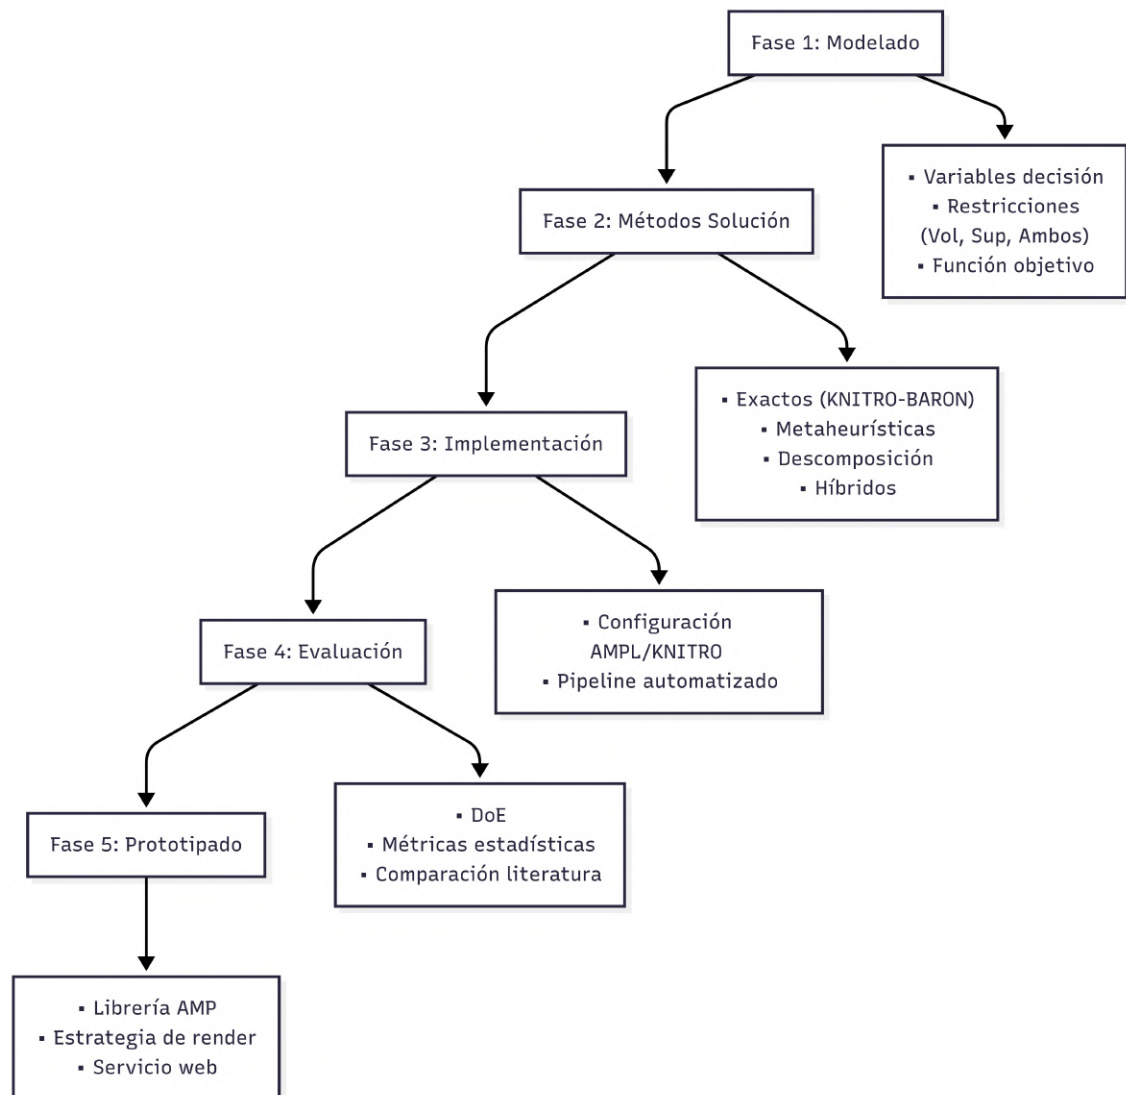 Fase 1: Modelado
▪ Variables decisión
▪ Restricciones
(Vol, Sup, Ambos)
▪ Función objetivo
Fase 2: Métodos Solución
▪ Exactos (KNITRO-BARON)
▪ Metaheurísticas
▪ Descomposición
▪ Híbridos
Fase 3: Implementación
▪ Configuración
AMPL/KNITRO
▪ Pipeline automatizado
Fase 4: Evaluación
▪ DoE
▪ Métricas estadísticas
▪ Comparación literatura
Fase 5: Prototipado
▪ Librería AMP
▪ Estrategia de render
▪ Servicio web